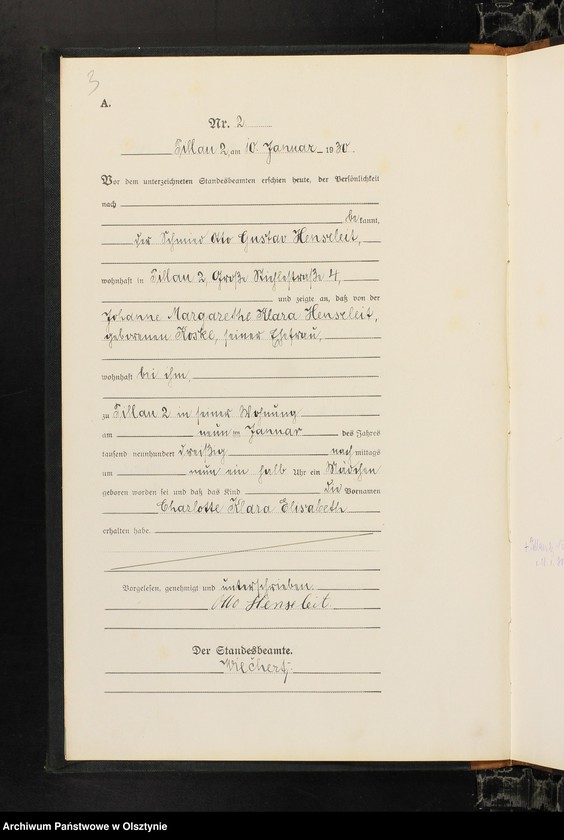 3
A.
Nr. 2
Pillau 2, am 10. Januar 1930.
Vor dem unterzeichneten Standesbeamten erschien heute, der Persönlichkeit
nach
bekannt,
der Schmied Otto Gustav Henseleit,
wohnhaft in Pillau 2, Große Stiehlestraße 4,
und zeigte an, daß von der
Johanne Margarethe Klara Henseleit,
geborenen Koske, seiner Ehefrau,
wohnhaft bei ihm,
zu Pillau 2 in seiner Wohnung
am neunten Januar des Jahres
tausend neunhundert dreißig nach mittags
um neun ein halb Uhr ein Mädchen
geboren worden sei und daß das Kind die Vornamen
Charlotte Klara Elisabeth
erhalten habe.
Vorgelesen, genehmigt und unterschrieben.
Otto Henseleit
Der Standesbeamte.
Wiechert
Archiwum Państwowe w Olsztynie